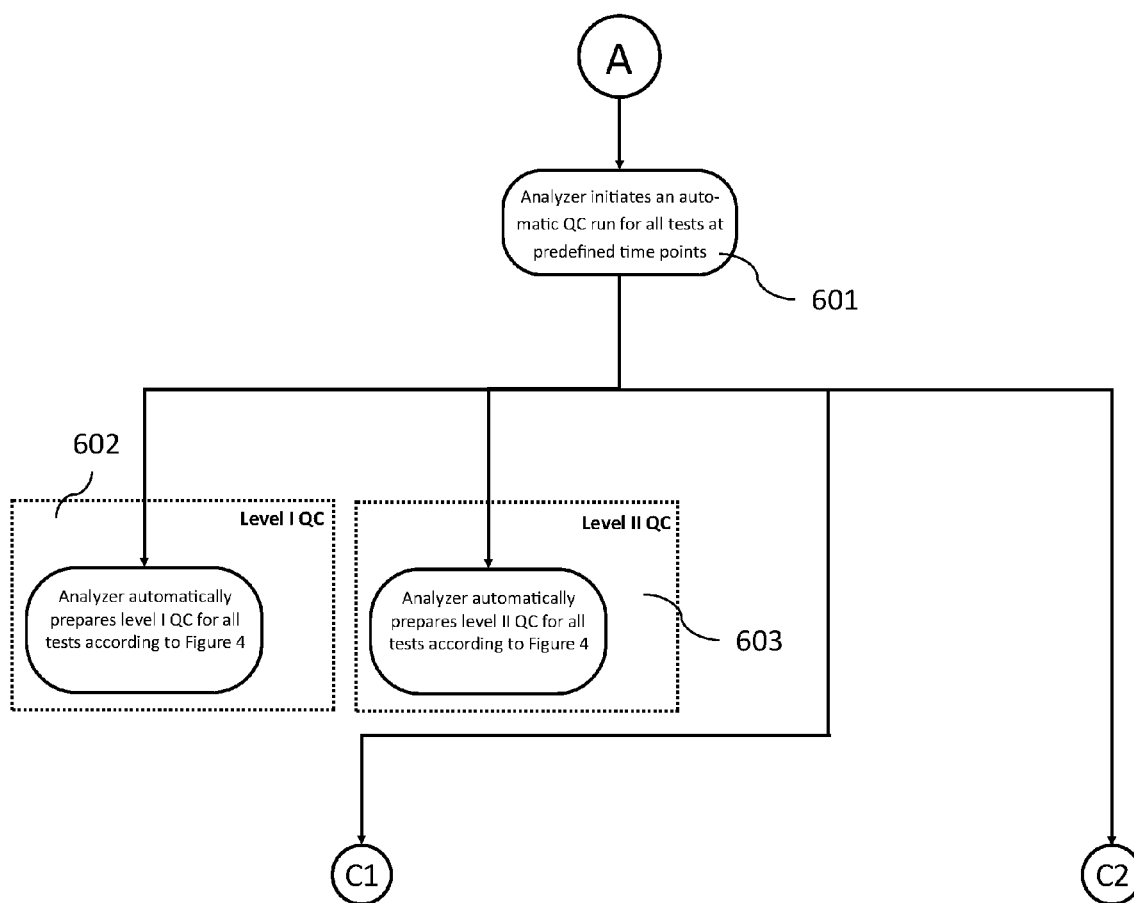 A
Analyzer initiates an auto-
matic QC run for all tests at
predefined time points
601
602
Level I QC
Analyzer automatically
prepares level I QC for all
tests according to Figure 4
Level II QC
Analyzer automatically
prepares level II QC for all
tests according to Figure 4
603
C1
C2